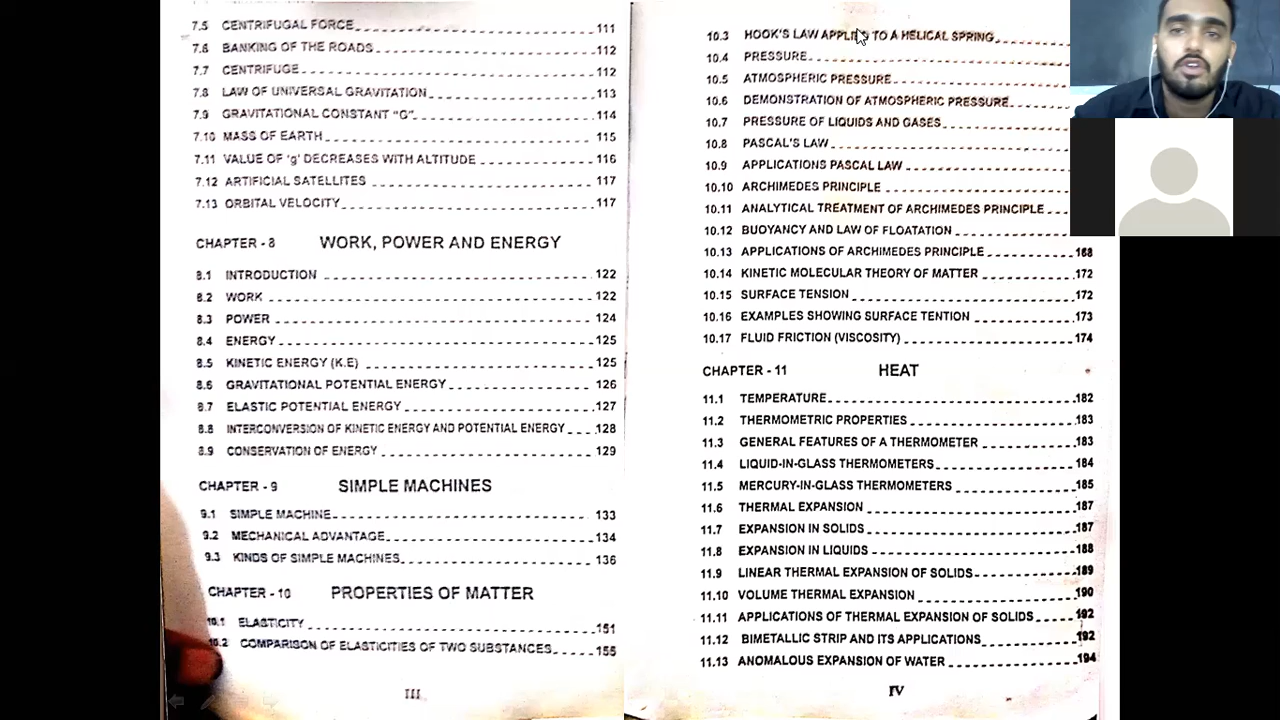 7.5 CENTRIFUGAL FORCE 111
7.6 BANKING OF THE ROADS 112
7.7 CENTRIFUGE 112
7.8 LAW OF UNIVERSAL GRAVITATION 113
7.9 GRAVITATIONAL CONSTANT "G" 114
7.10 MASS OF EARTH 115
7.11 VALUE OF 'g' DECREASES WITH ALTITUDE 116
7.12 ARTIFICIAL SATELLITES 117
7.13 ORBITAL VELOCITY 117
CHAPTER - 8 WORK, POWER AND ENERGY
8.1 INTRODUCTION 122
8.2 WORK 122
8.3 POWER 124
8.4 ENERGY 125
8.5 KINETIC ENERGY (K.E) 125
8.6 GRAVITATIONAL POTENTIAL ENERGY 126
8.7 ELASTIC POTENTIAL ENERGY 127
8.8 INTERCONVERSION OF KINETIC ENERGY AND POTENTIAL ENERGY 128
8.9 CONSERVATION OF ENERGY 129
CHAPTER - 9 SIMPLE MACHINES
9.1 SIMPLE MACHINE 133
9.2 MECHANICAL ADVANTAGE 134
9.3 KINDS OF SIMPLE MACHINES 136
CHAPTER - 10 PROPERTIES OF MATTER
10.1 ELASTICITY 151
10.2 COMPARISON OF ELASTICITIES OF TWO SUBSTANCES 155
III
10.3 HOOK'S LAW APPLIED TO A HELICAL SPRING
10.4 PRESSURE
10.5 ATMOSPHERIC PRESSURE
10.6 DEMONSTRATION OF ATMOSPHERIC PRESSURE
10.7 PRESSURE OF LIQUIDS AND GASES
10.8 PASCAL'S LAW
10.9 APPLICATIONS PASCAL LAW
10.10 ARCHIMEDES PRINCIPLE
10.11 ANALYTICAL TREATMENT OF ARCHIMEDES PRINCIPLE
10.12 BUOYANCY AND LAW OF FLOATATION
10.13 APPLICATIONS OF ARCHIMEDES PRINCIPLE 168
10.14 KINETIC MOLECULAR THEORY OF MATTER 172
10.15 SURFACE TENSION 172
10.16 EXAMPLES SHOWING SURFACE TENTION 173
10.17 FLUID FRICTION (VISCOSITY) 174
CHAPTER - 11 HEAT
11.1 TEMPERATURE 182
11.2 THERMOMETRIC PROPERTIES 183
11.3 GENERAL FEATURES OF A THERMOMETER 183
11.4 LIQUID-IN-GLASS THERMOMETERS 184
11.5 MERCURY-IN-GLASS THERMOMETERS 185
11.6 THERMAL EXPANSION 187
11.7 EXPANSION IN SOLIDS 187
11.8 EXPANSION IN LIQUIDS 188
11.9 LINEAR THERMAL EXPANSION OF SOLIDS 189
11.10 VOLUME THERMAL EXPANSION 190
11.11 APPLICATIONS OF THERMAL EXPANSION OF SOLIDS 192
11.12 BIMETALLIC STRIP AND ITS APPLICATIONS 192
11.13 ANOMALOUS EXPANSION OF WATER 194
IV